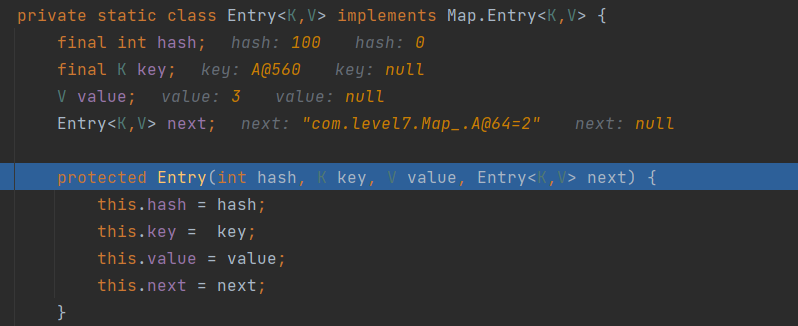 private static class Entry<K,V> implements Map.Entry<K,V> {
final int hash; hash: 100 hash: 0
final K key; key: A@560 key: null
V value; value: 3 value: null
Entry<K,V> next; next: "com.level7.Map_.A@64=2" next: null
protected Entry(int hash, K key, V value, Entry<K,V> next) {
this.hash = hash;
this.key = key;
this.value = value;
this.next = next;
}